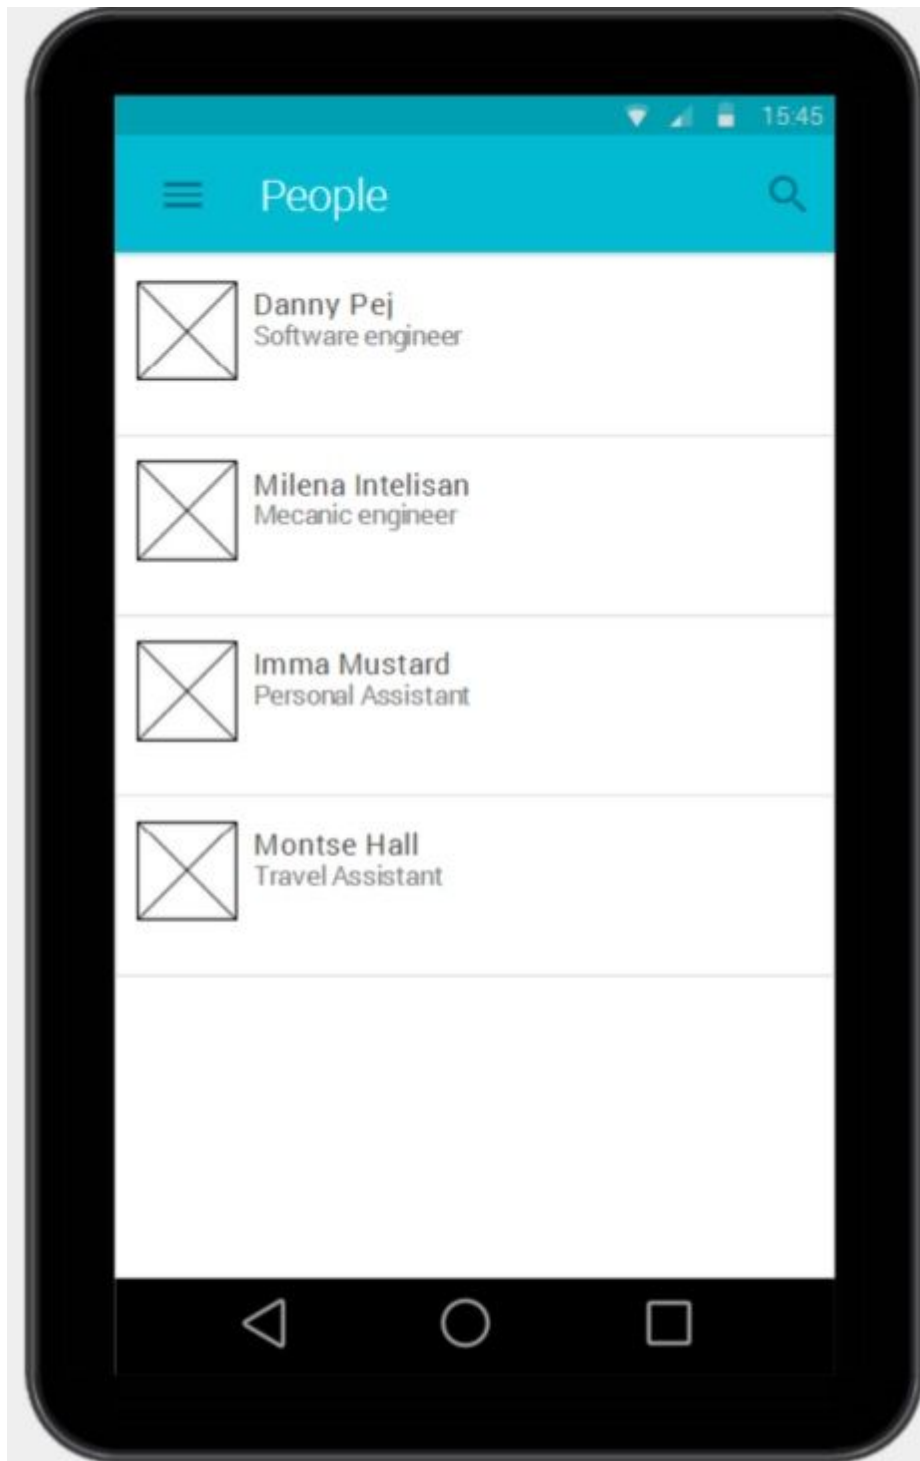 15:45
People
Danny Pej
Software engineer
Milena Intelisan
Mecanic engineer
Imma Mustard
Personal Assistant
Montse Hall
Travel Assistant